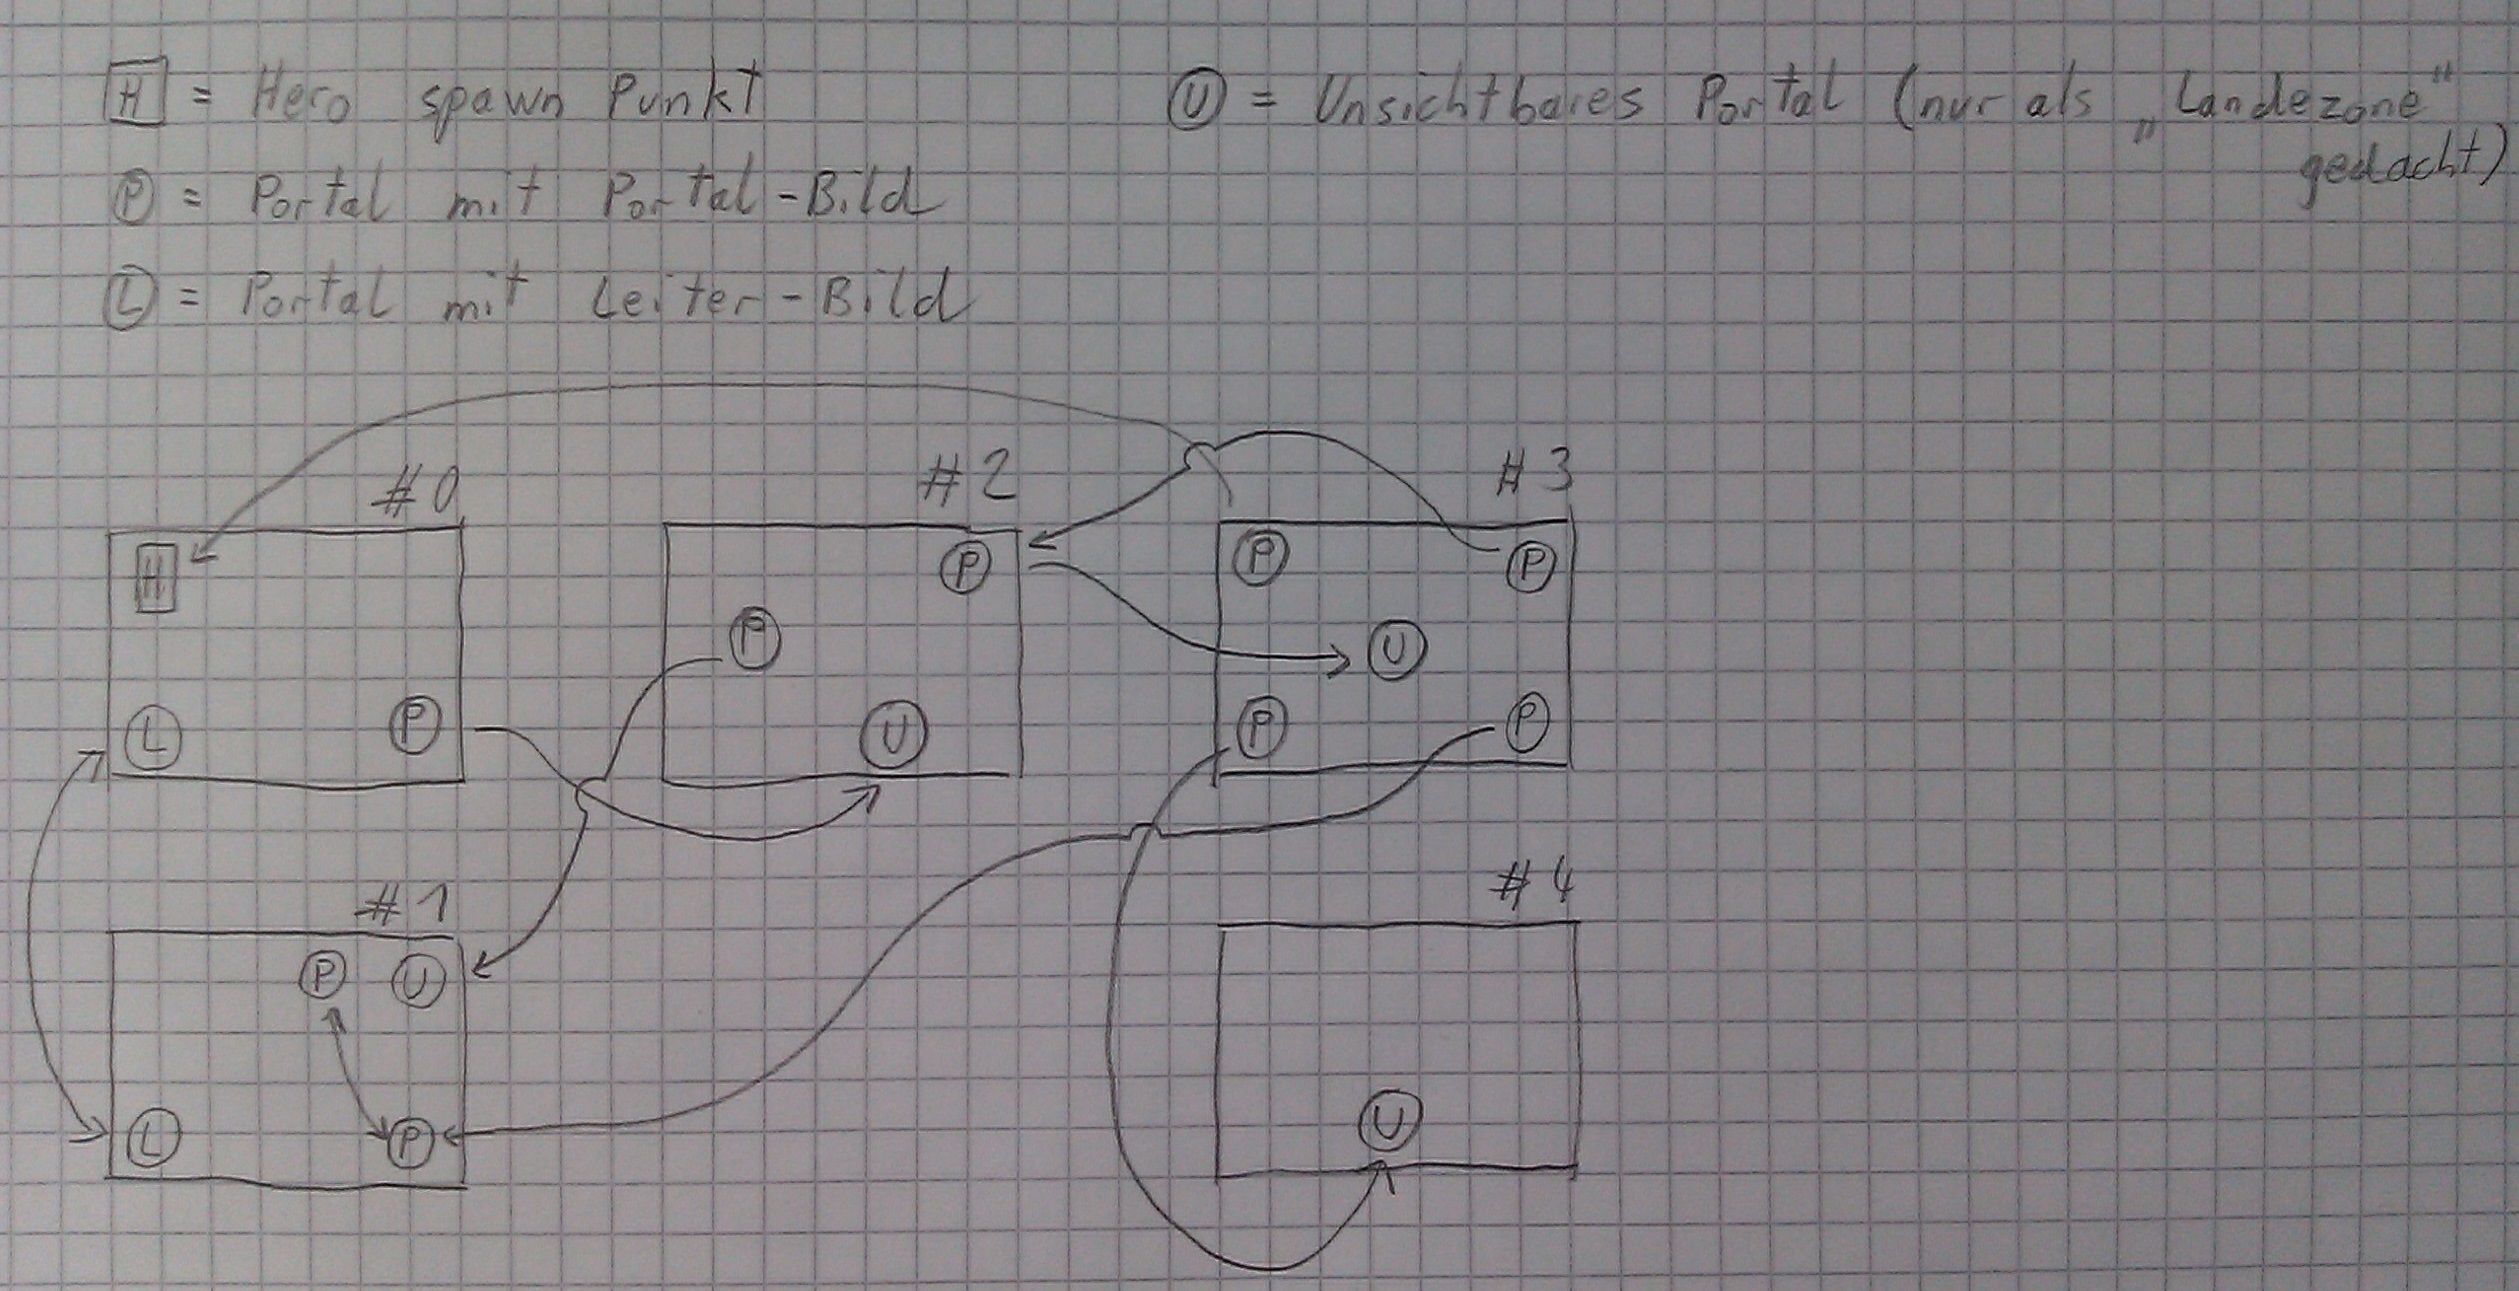 H = Hero spawn Punkt
U = Unsichtbares Portal (nur als „Landezone"
gedacht)
P = Portal mit Portal-Bild
L = Portal mit Leiter-Bild
#0
#2
#3
H
P
P
P
P
U
L
P
U
P
P
#1
#4
P
U
L
P
U